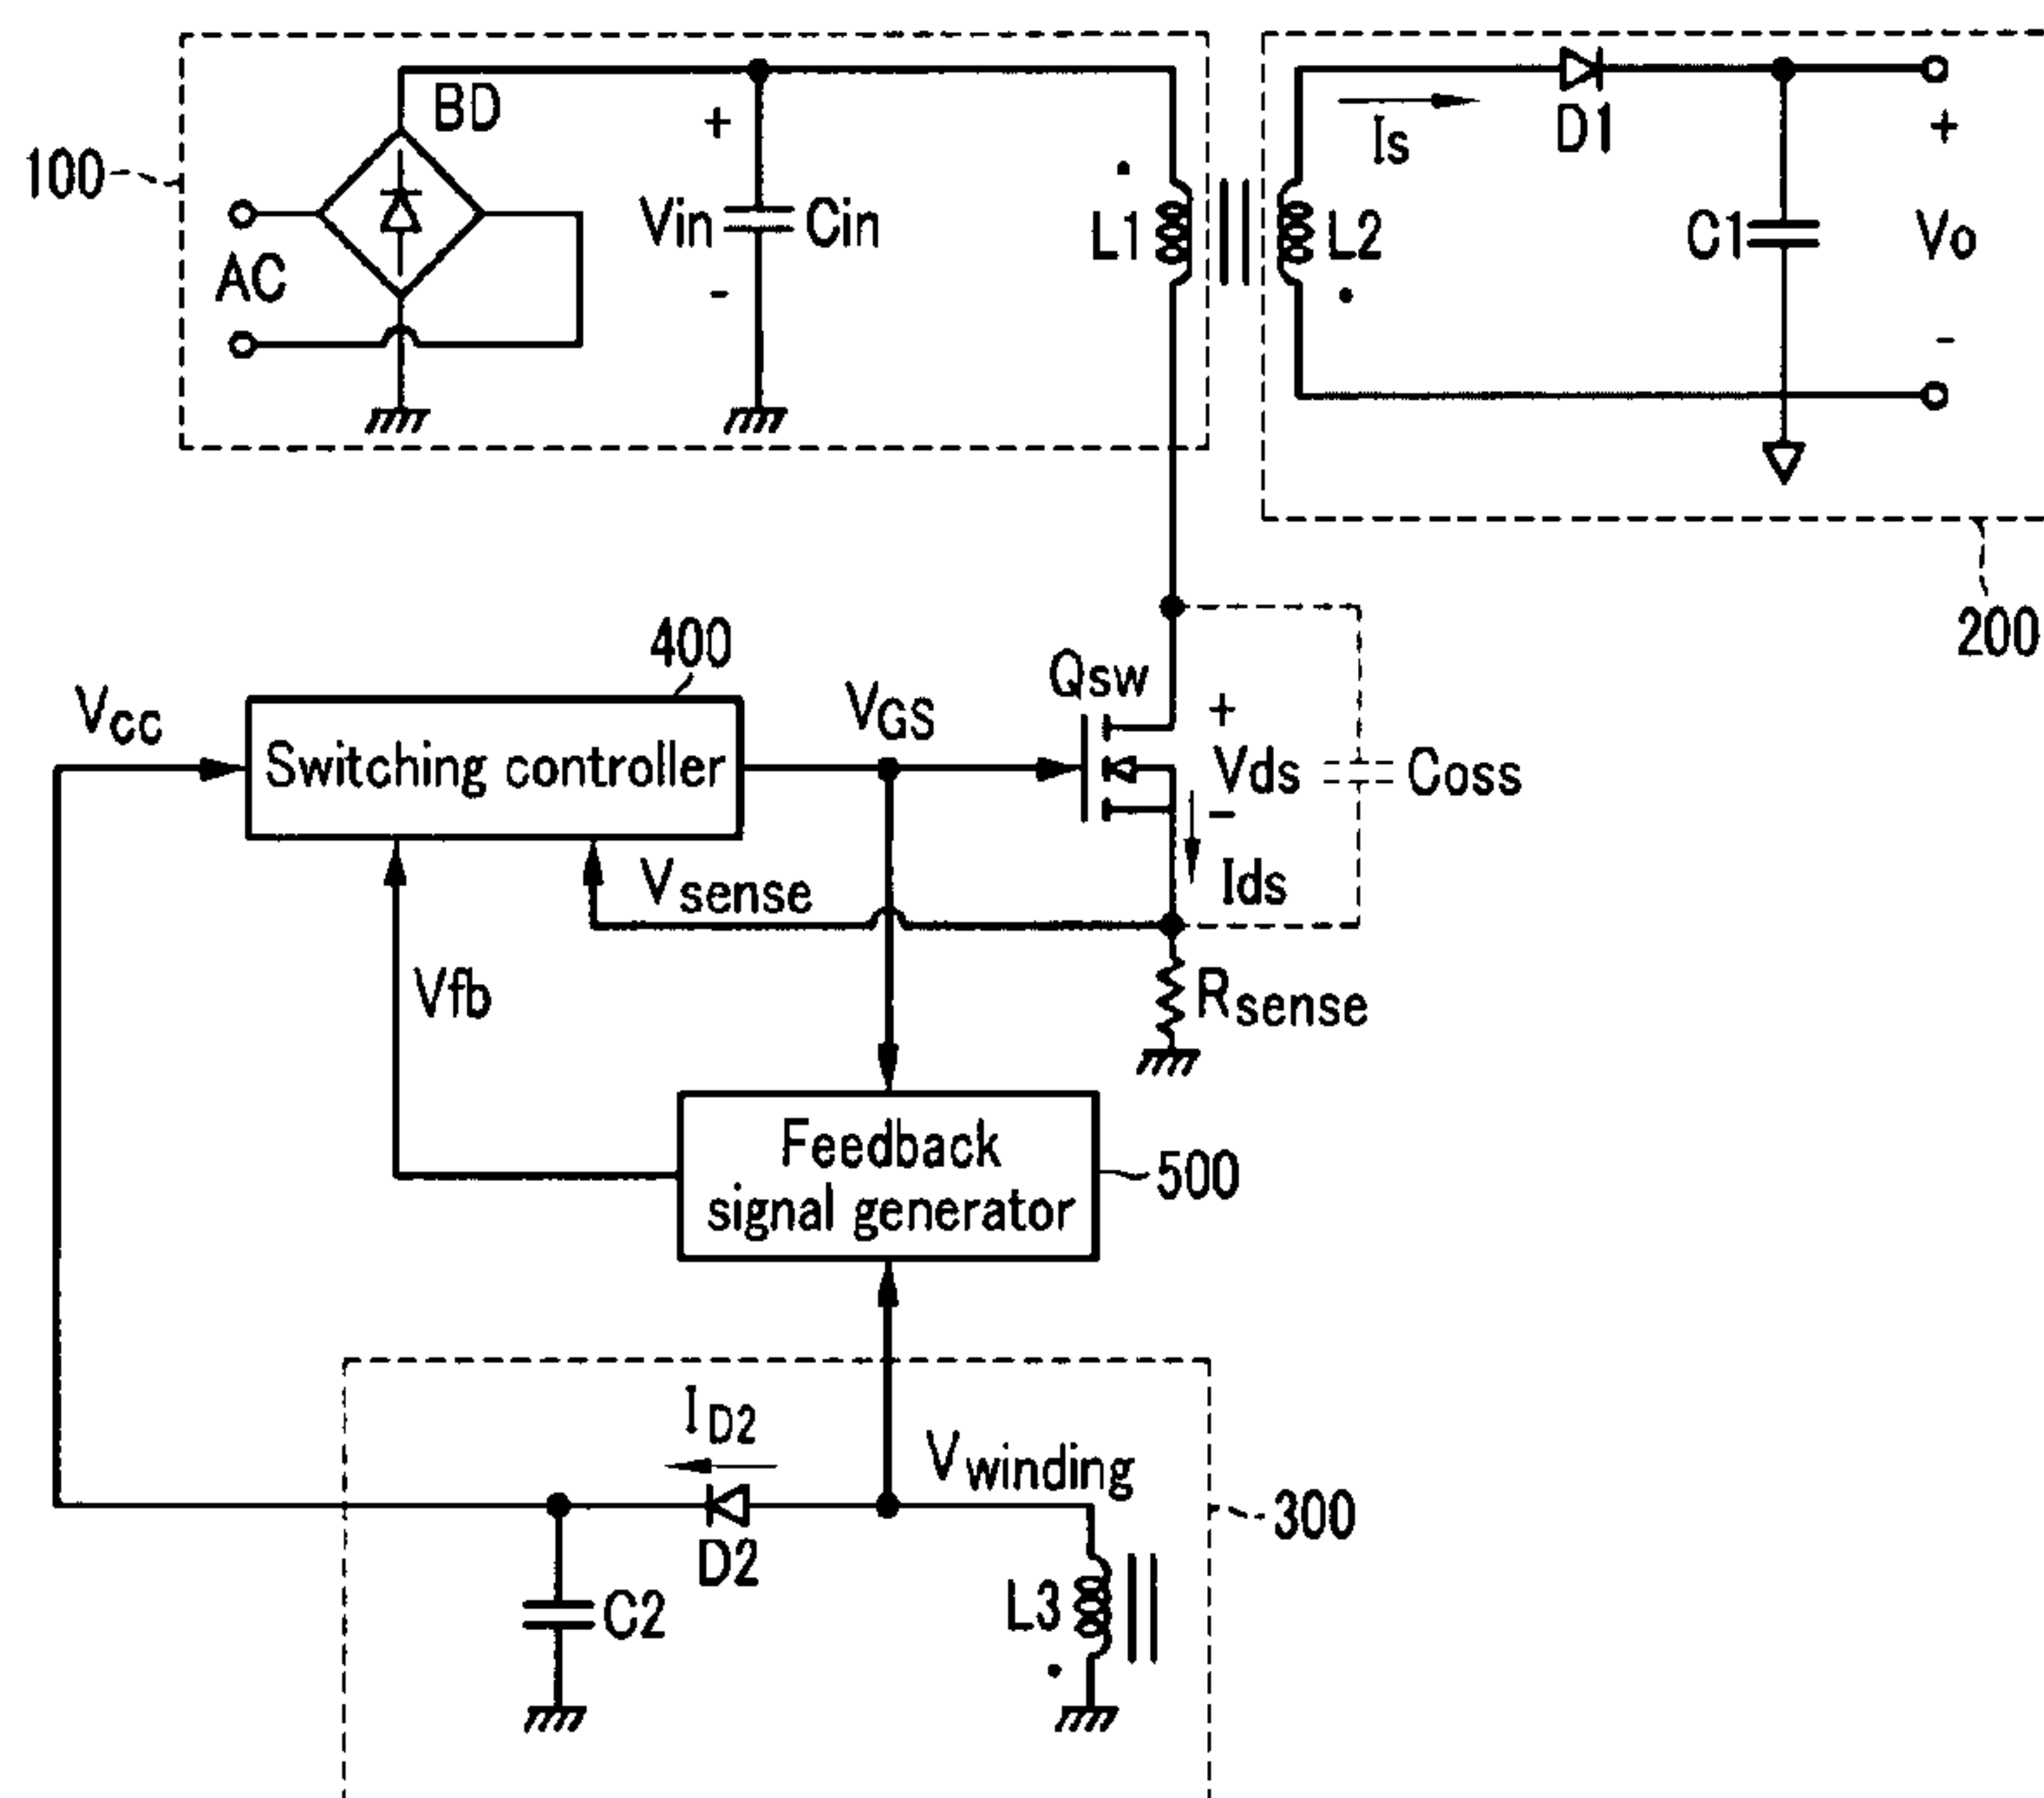 BD
100
AC
+
Vin
-
Cin
L1
L2
Is
D1
C1
+
Vo
-
200
400
Vcc
Switching controller
VGS
Qsw
+
Vds
-
Coss
Ids
Vsense
Vfb
Rsense
Feedback
signal generator
500
ID2
Vwinding
D2
300
C2
L3